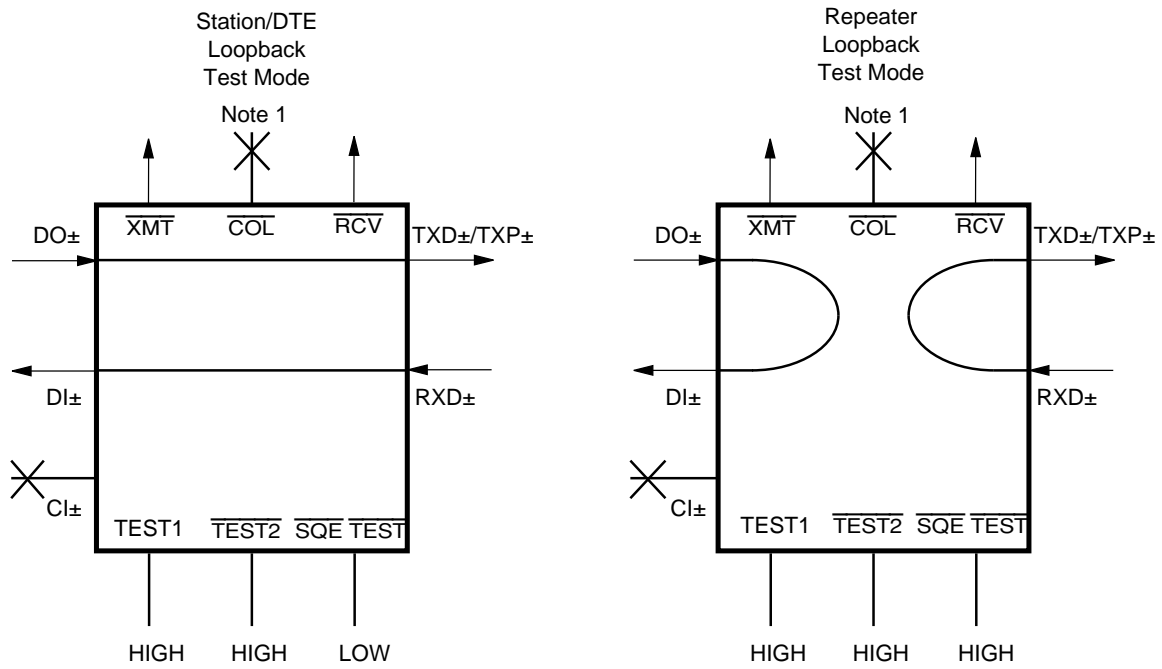 Station/DTE
Loopback
Test Mode
Note 1
XMT
COL
RCV
DO±
TXD±/TXP±
DI±
RXD±
CI±
TEST1
TEST2
SQE TEST
HIGH
HIGH
LOW
Repeater
Loopback
Test Mode
Note 1
XMT
COL
RCV
DO±
TXD±/TXP±
DI±
RXD±
CI±
TEST1
TEST2
SQE TEST
HIGH
HIGH
HIGH